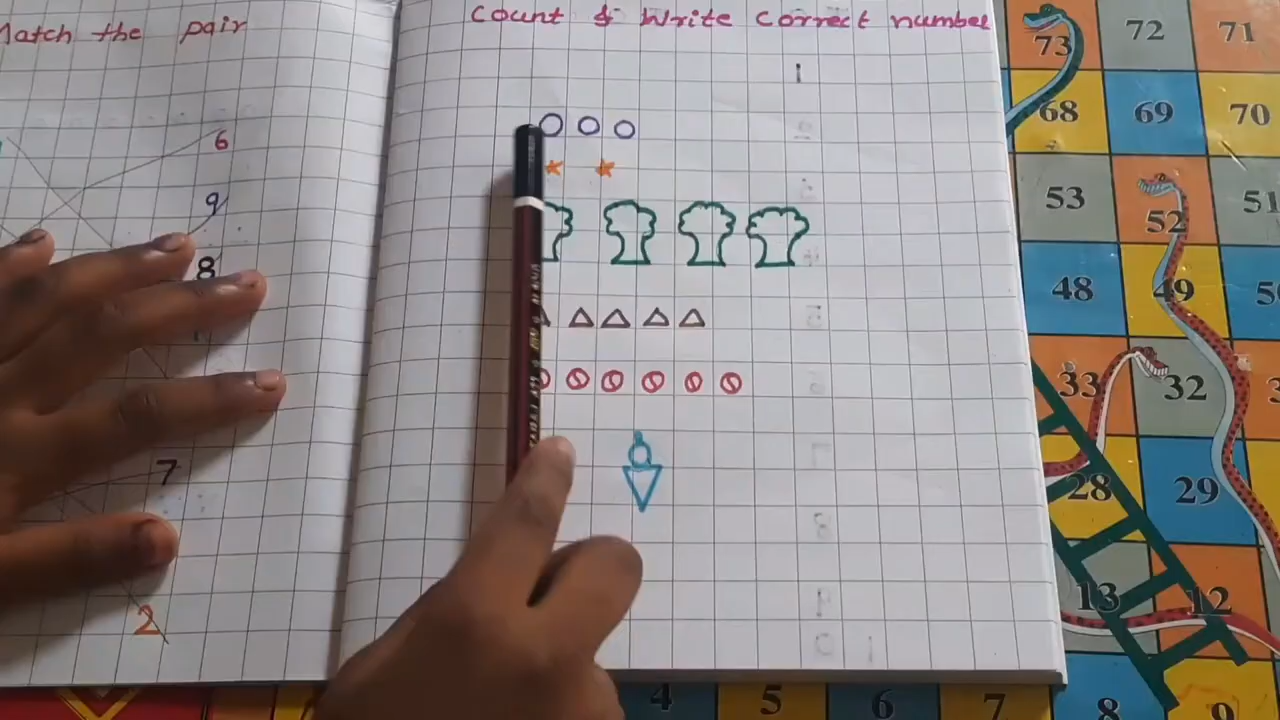 Match the pair
6
9
8
7
2
Count & Write Correct number
73 72 71
68 69 70
53 52 51
48 49
33 32
28 29
13 12
4 5 6 7 8 9